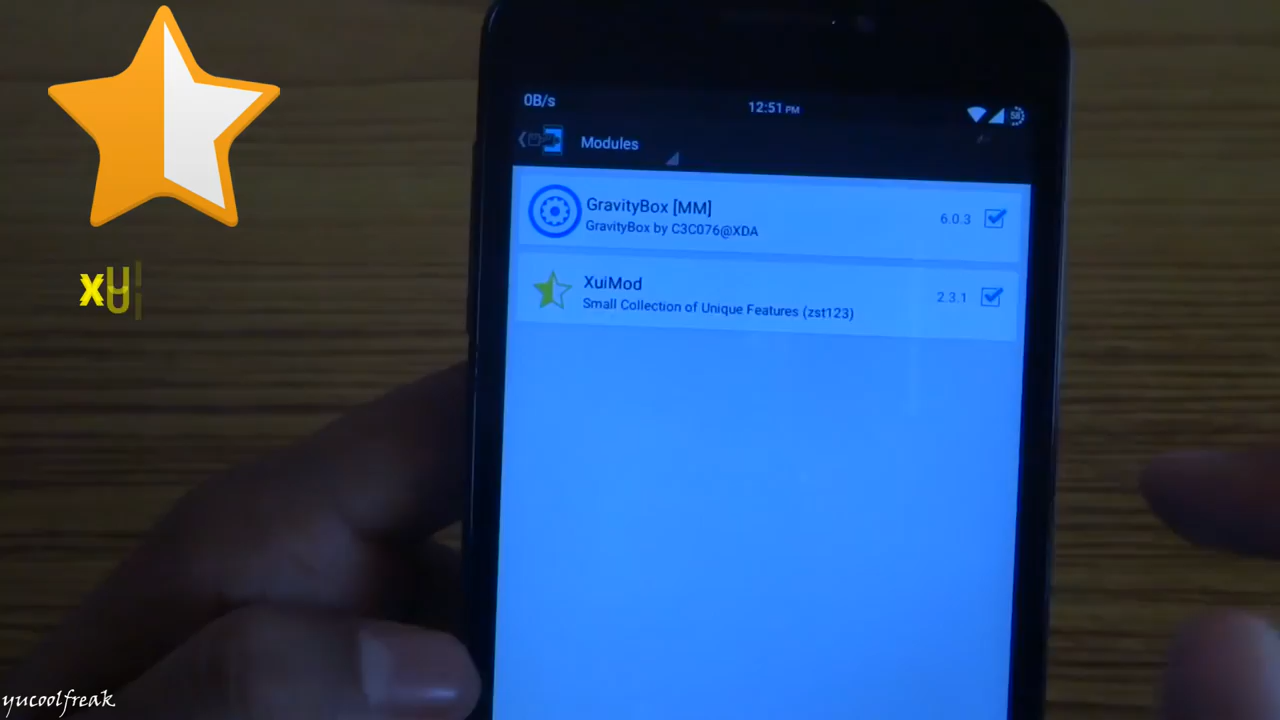 0B/s
12:51 PM
58
Modules
GravityBox [MM]
GravityBox by C3C076@XDA
6.0.3
XuiMod
Small Collection of Unique Features (zst123)
2.3.1
XU
yucoolfreak